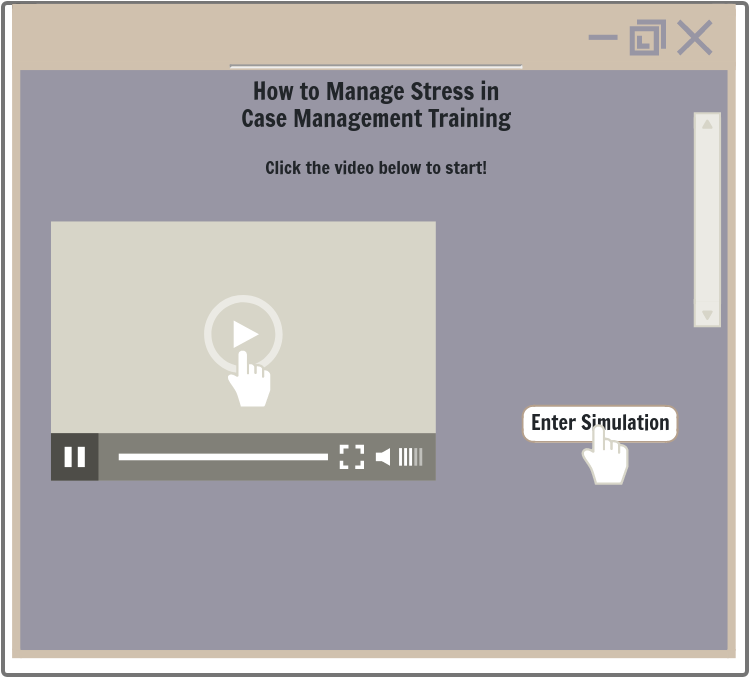 How to Manage Stress in
Case Management Training
Click the video below to start!
Enter Simulation